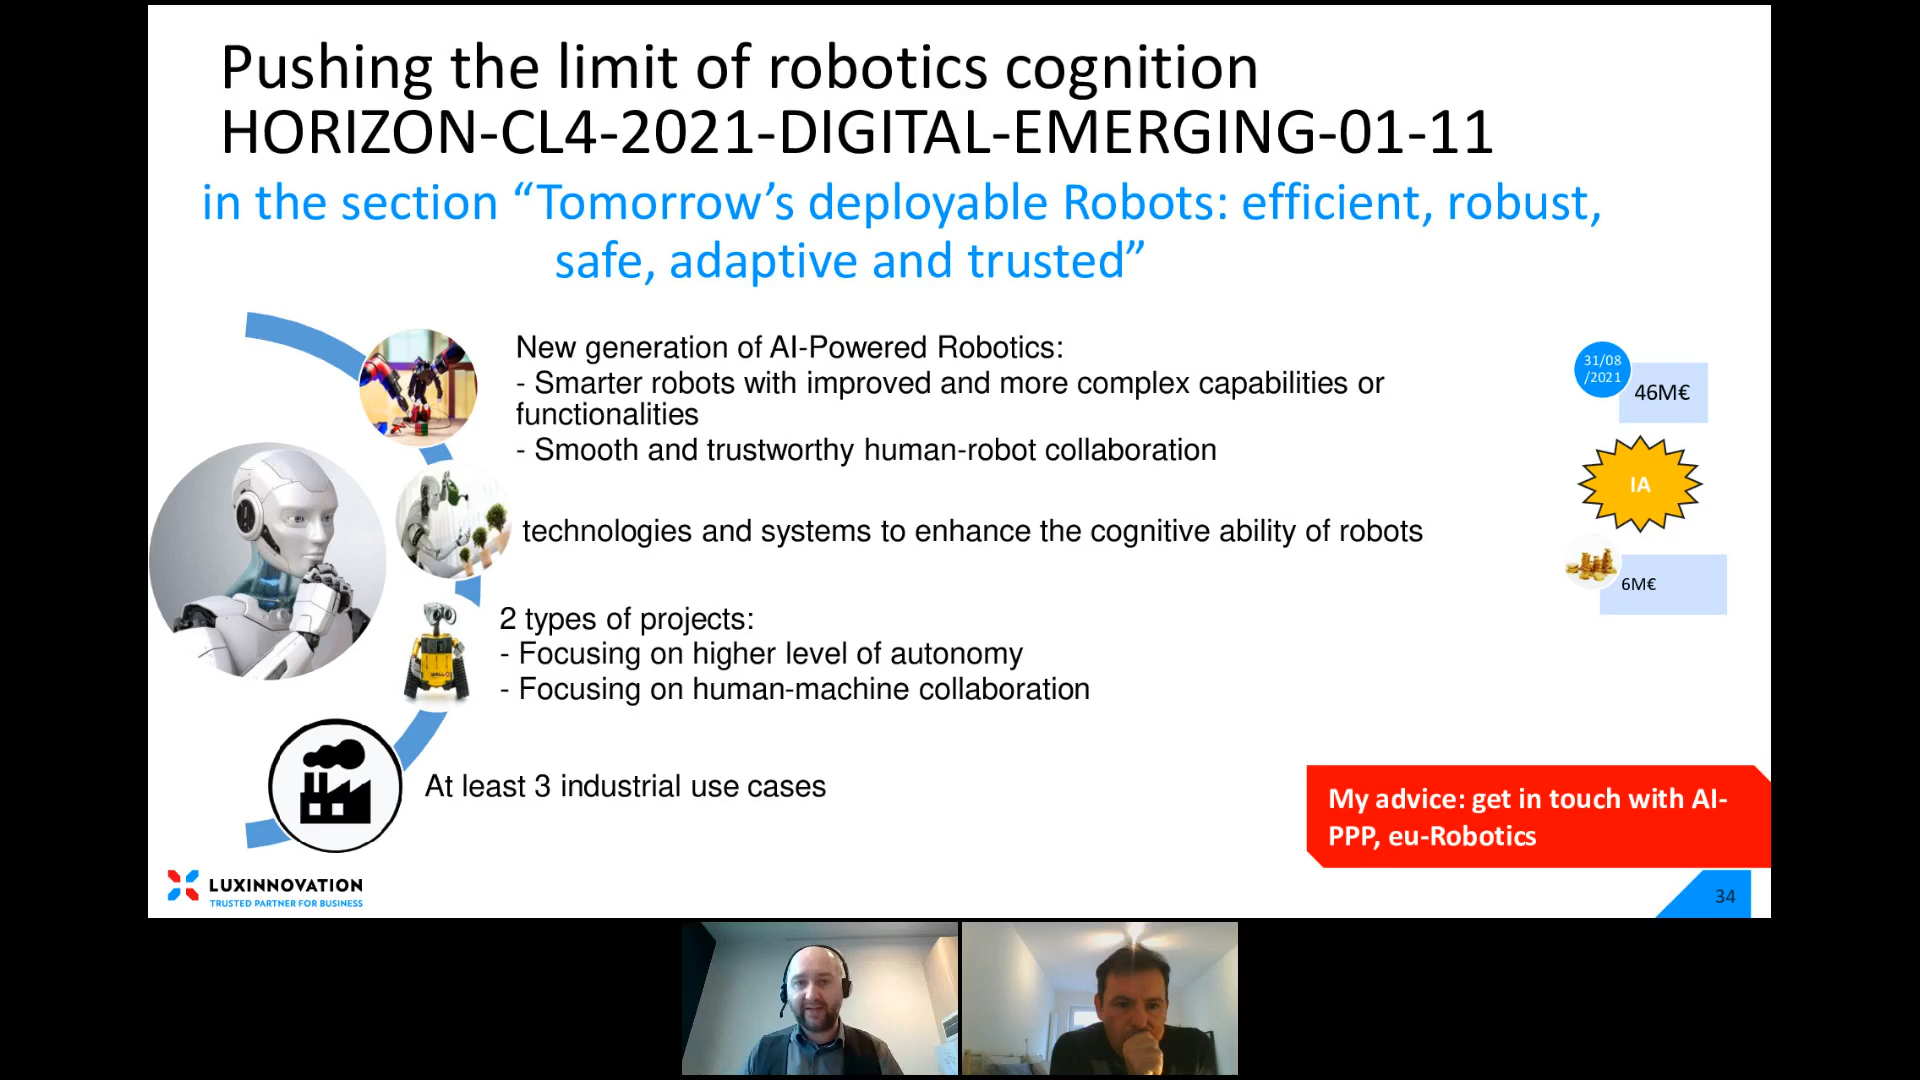 Pushing the limit of robotics cognition
HORIZON-CL4-2021-DIGITAL-EMERGING-01-11
in the section “Tomorrow’s deployable Robots: efficient, robust,
safe, adaptive and trusted”
New generation of AI-Powered Robotics:
- Smarter robots with improved and more complex capabilities or
functionalities
- Smooth and trustworthy human-robot collaboration
technologies and systems to enhance the cognitive ability of robots
2 types of projects:
- Focusing on higher level of autonomy
- Focusing on human-machine collaboration
At least 3 industrial use cases
31/08
/2021
46M€
IA
6M€
My advice: get in touch with AI-
PPP, eu-Robotics
LUXINNOVATION
TRUSTED PARTNER FOR BUSINESS
34